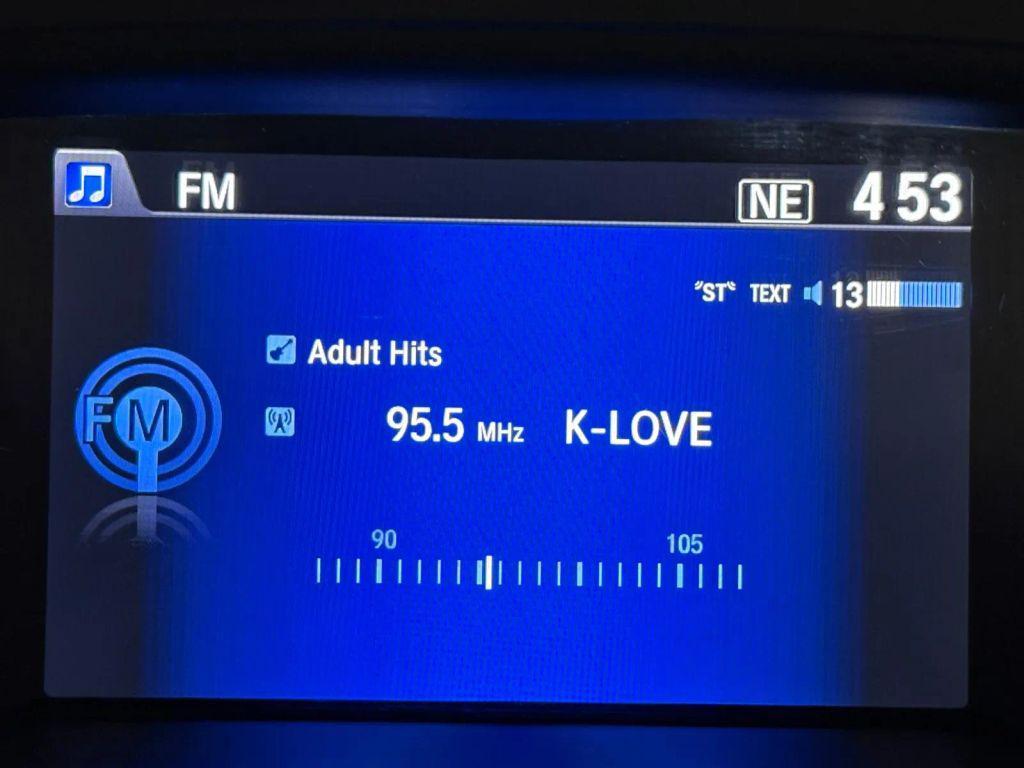 FM
NE
4 53
ST TEXT 13
Adult Hits
FM
95.5 MHz K-LOVE
90 105